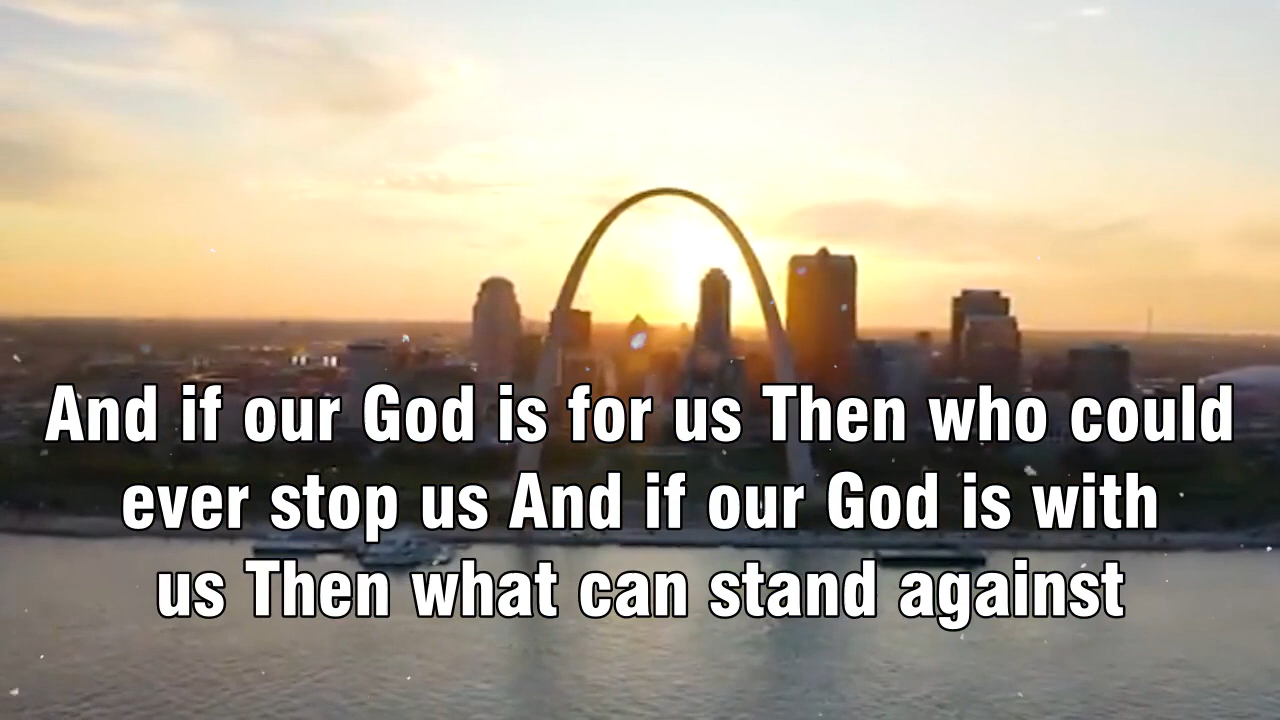 And if our God is for us Then who could
ever stop us And if our God is with
us Then what can stand against